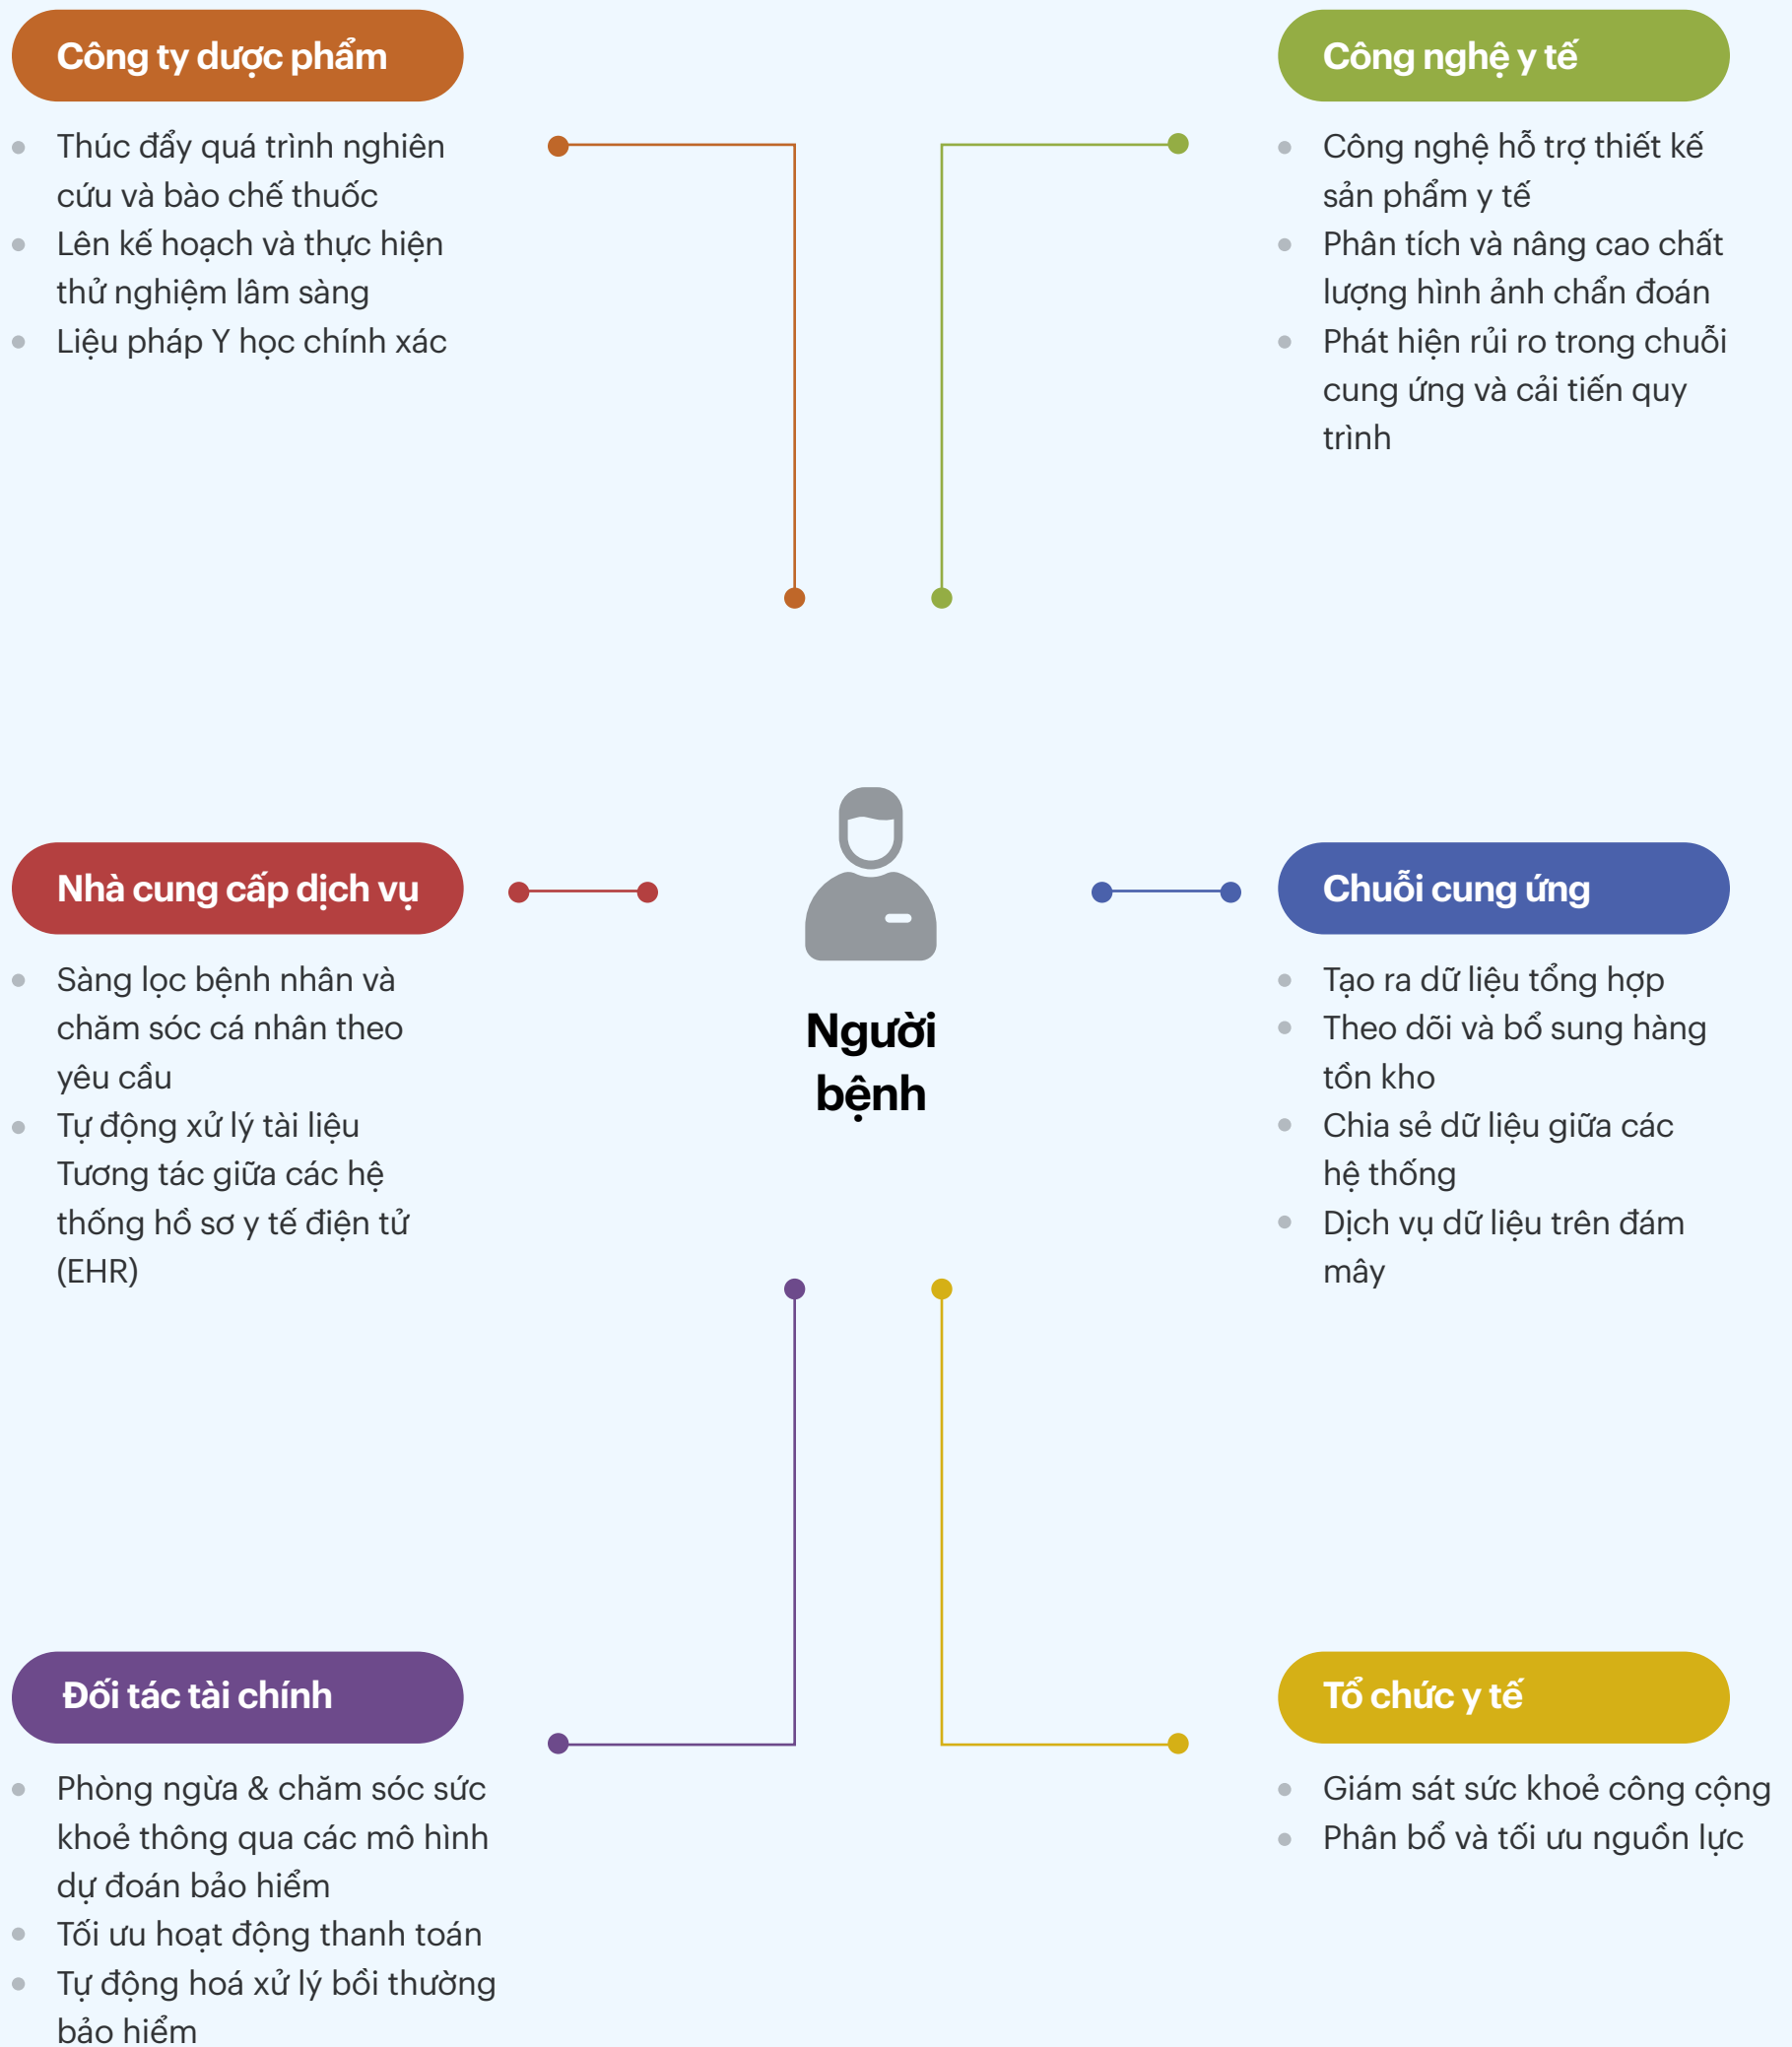 Công ty dược phẩm
Thúc đẩy quá trình nghiên
cứu và bào chế thuốc
Lên kế hoạch và thực hiện
thử nghiệm lâm sàng
Liệu pháp Y học chính xác
Công nghệ y tế
Công nghệ hỗ trợ thiết kế
sản phẩm y tế
Phân tích và nâng cao chất
lượng hình ảnh chẩn đoán
Phát hiện rủi ro trong chuỗi
cung ứng và cải tiến quy
trình
Nhà cung cấp dịch vụ
Sàng lọc bệnh nhân và
chăm sóc cá nhân theo
yêu cầu
Tự động xử lý tài liệu
Tương tác giữa các hệ
thống hồ sơ y tế điện tử
(EHR)
Người
bệnh
Chuỗi cung ứng
Tạo ra dữ liệu tổng hợp
Theo dõi và bổ sung hàng
tồn kho
Chia sẻ dữ liệu giữa các
hệ thống
Dịch vụ dữ liệu trên đám
mây
Đối tác tài chính
Phòng ngừa & chăm sóc sức
khoẻ thông qua các mô hình
dự đoán bảo hiểm
Tối ưu hoạt động thanh toán
Tự động hoá xử lý bồi thường
bảo hiểm
Tổ chức y tế
Giám sát sức khoẻ công cộng
Phân bổ và tối ưu nguồn lực